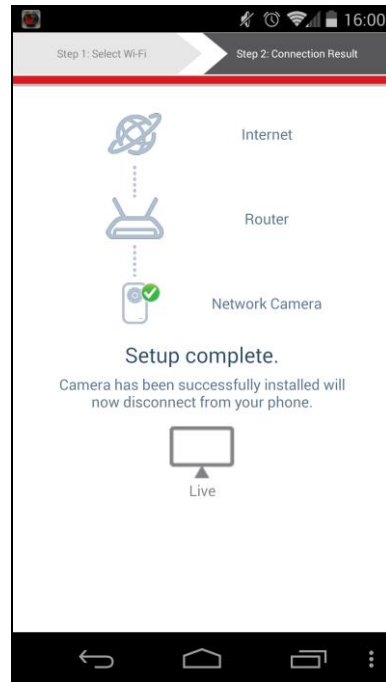 16:00
Step 1: Select Wi-Fi
Step 2: Connection Result
Internet
Router
Network Camera
Setup complete.
Camera has been successfully installed will
now disconnect from your phone.
Live